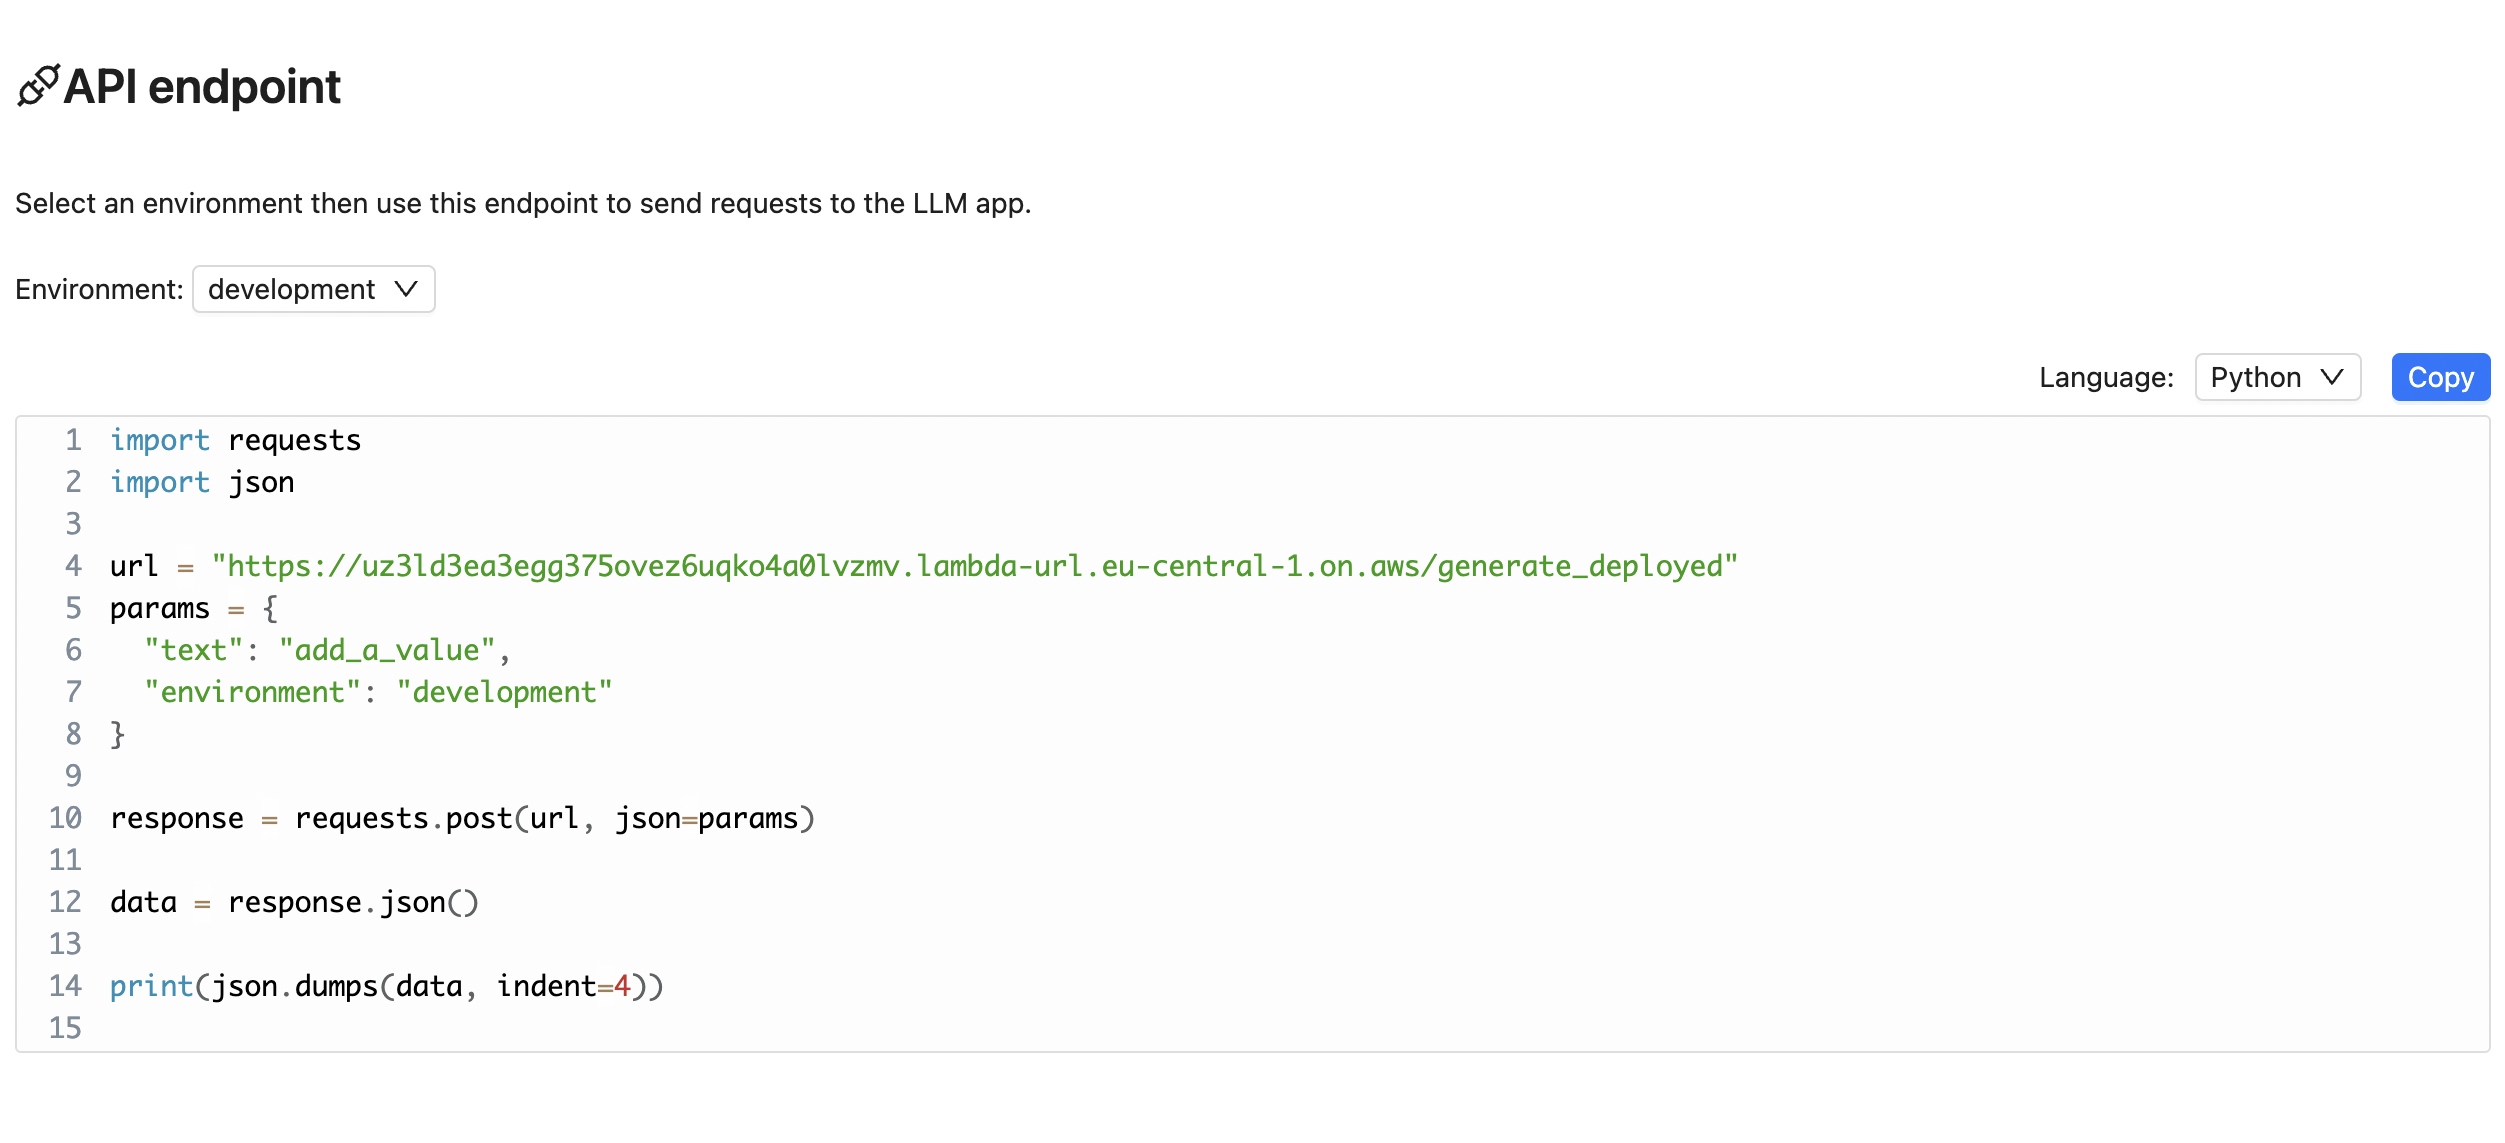 API endpoint
Select an environment then use this endpoint to send requests to the LLM app.
Environment: development
Language: Python Copy
1 import requests
2 import json
3
4 url = "https://uz3ld3ea3egg375ovez6uqko4a0lvzmv.lambda-url.eu-central-1.on.aws/generate_deployed"
5 params = {
6   "text": "add_a_value",
7   "environment": "development"
8 }
9
10 response = requests.post(url, json=params)
11
12 data = response.json()
13
14 print(json.dumps(data, indent=4))
15